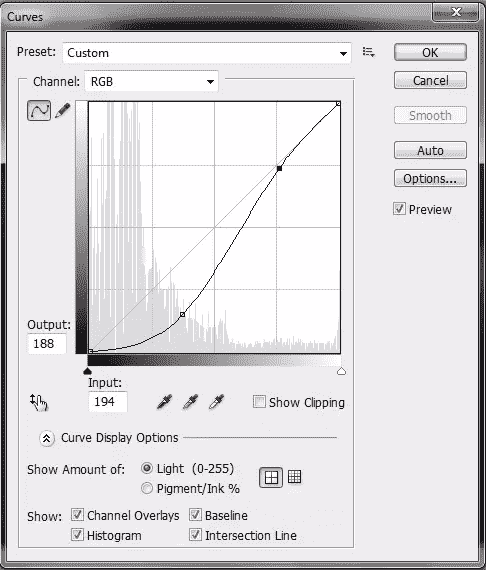 Curves
Preset: Custom
OK
Channel: RGB
Cancel
Smooth
Auto
Options...
Preview
Output:
188
Input:
194
Show Clipping
Curve Display Options
Show Amount of: Light (0-255)
Pigment/Ink %
Show: Channel Overlays Baseline
Histogram Intersection Line